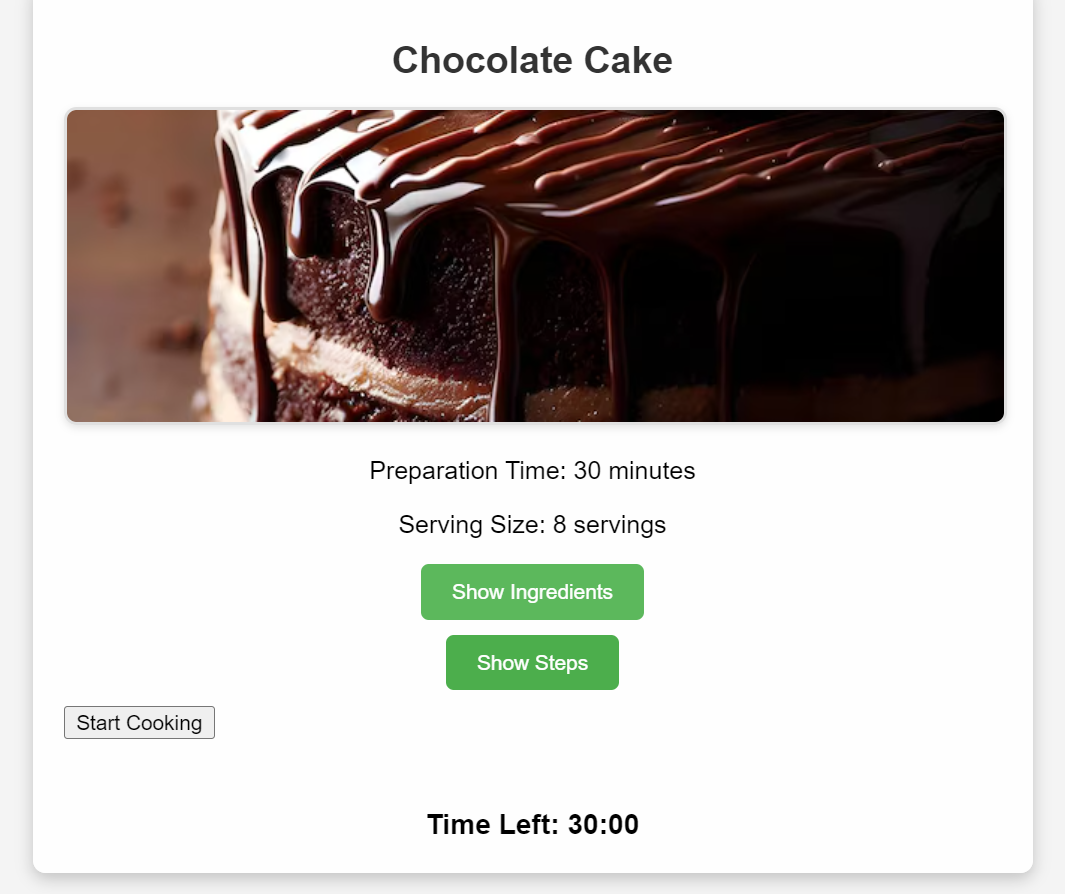 Chocolate Cake
Preparation Time: 30 minutes
Serving Size: 8 servings
Show Ingredients
Show Steps
Start Cooking
Time Left: 30:00